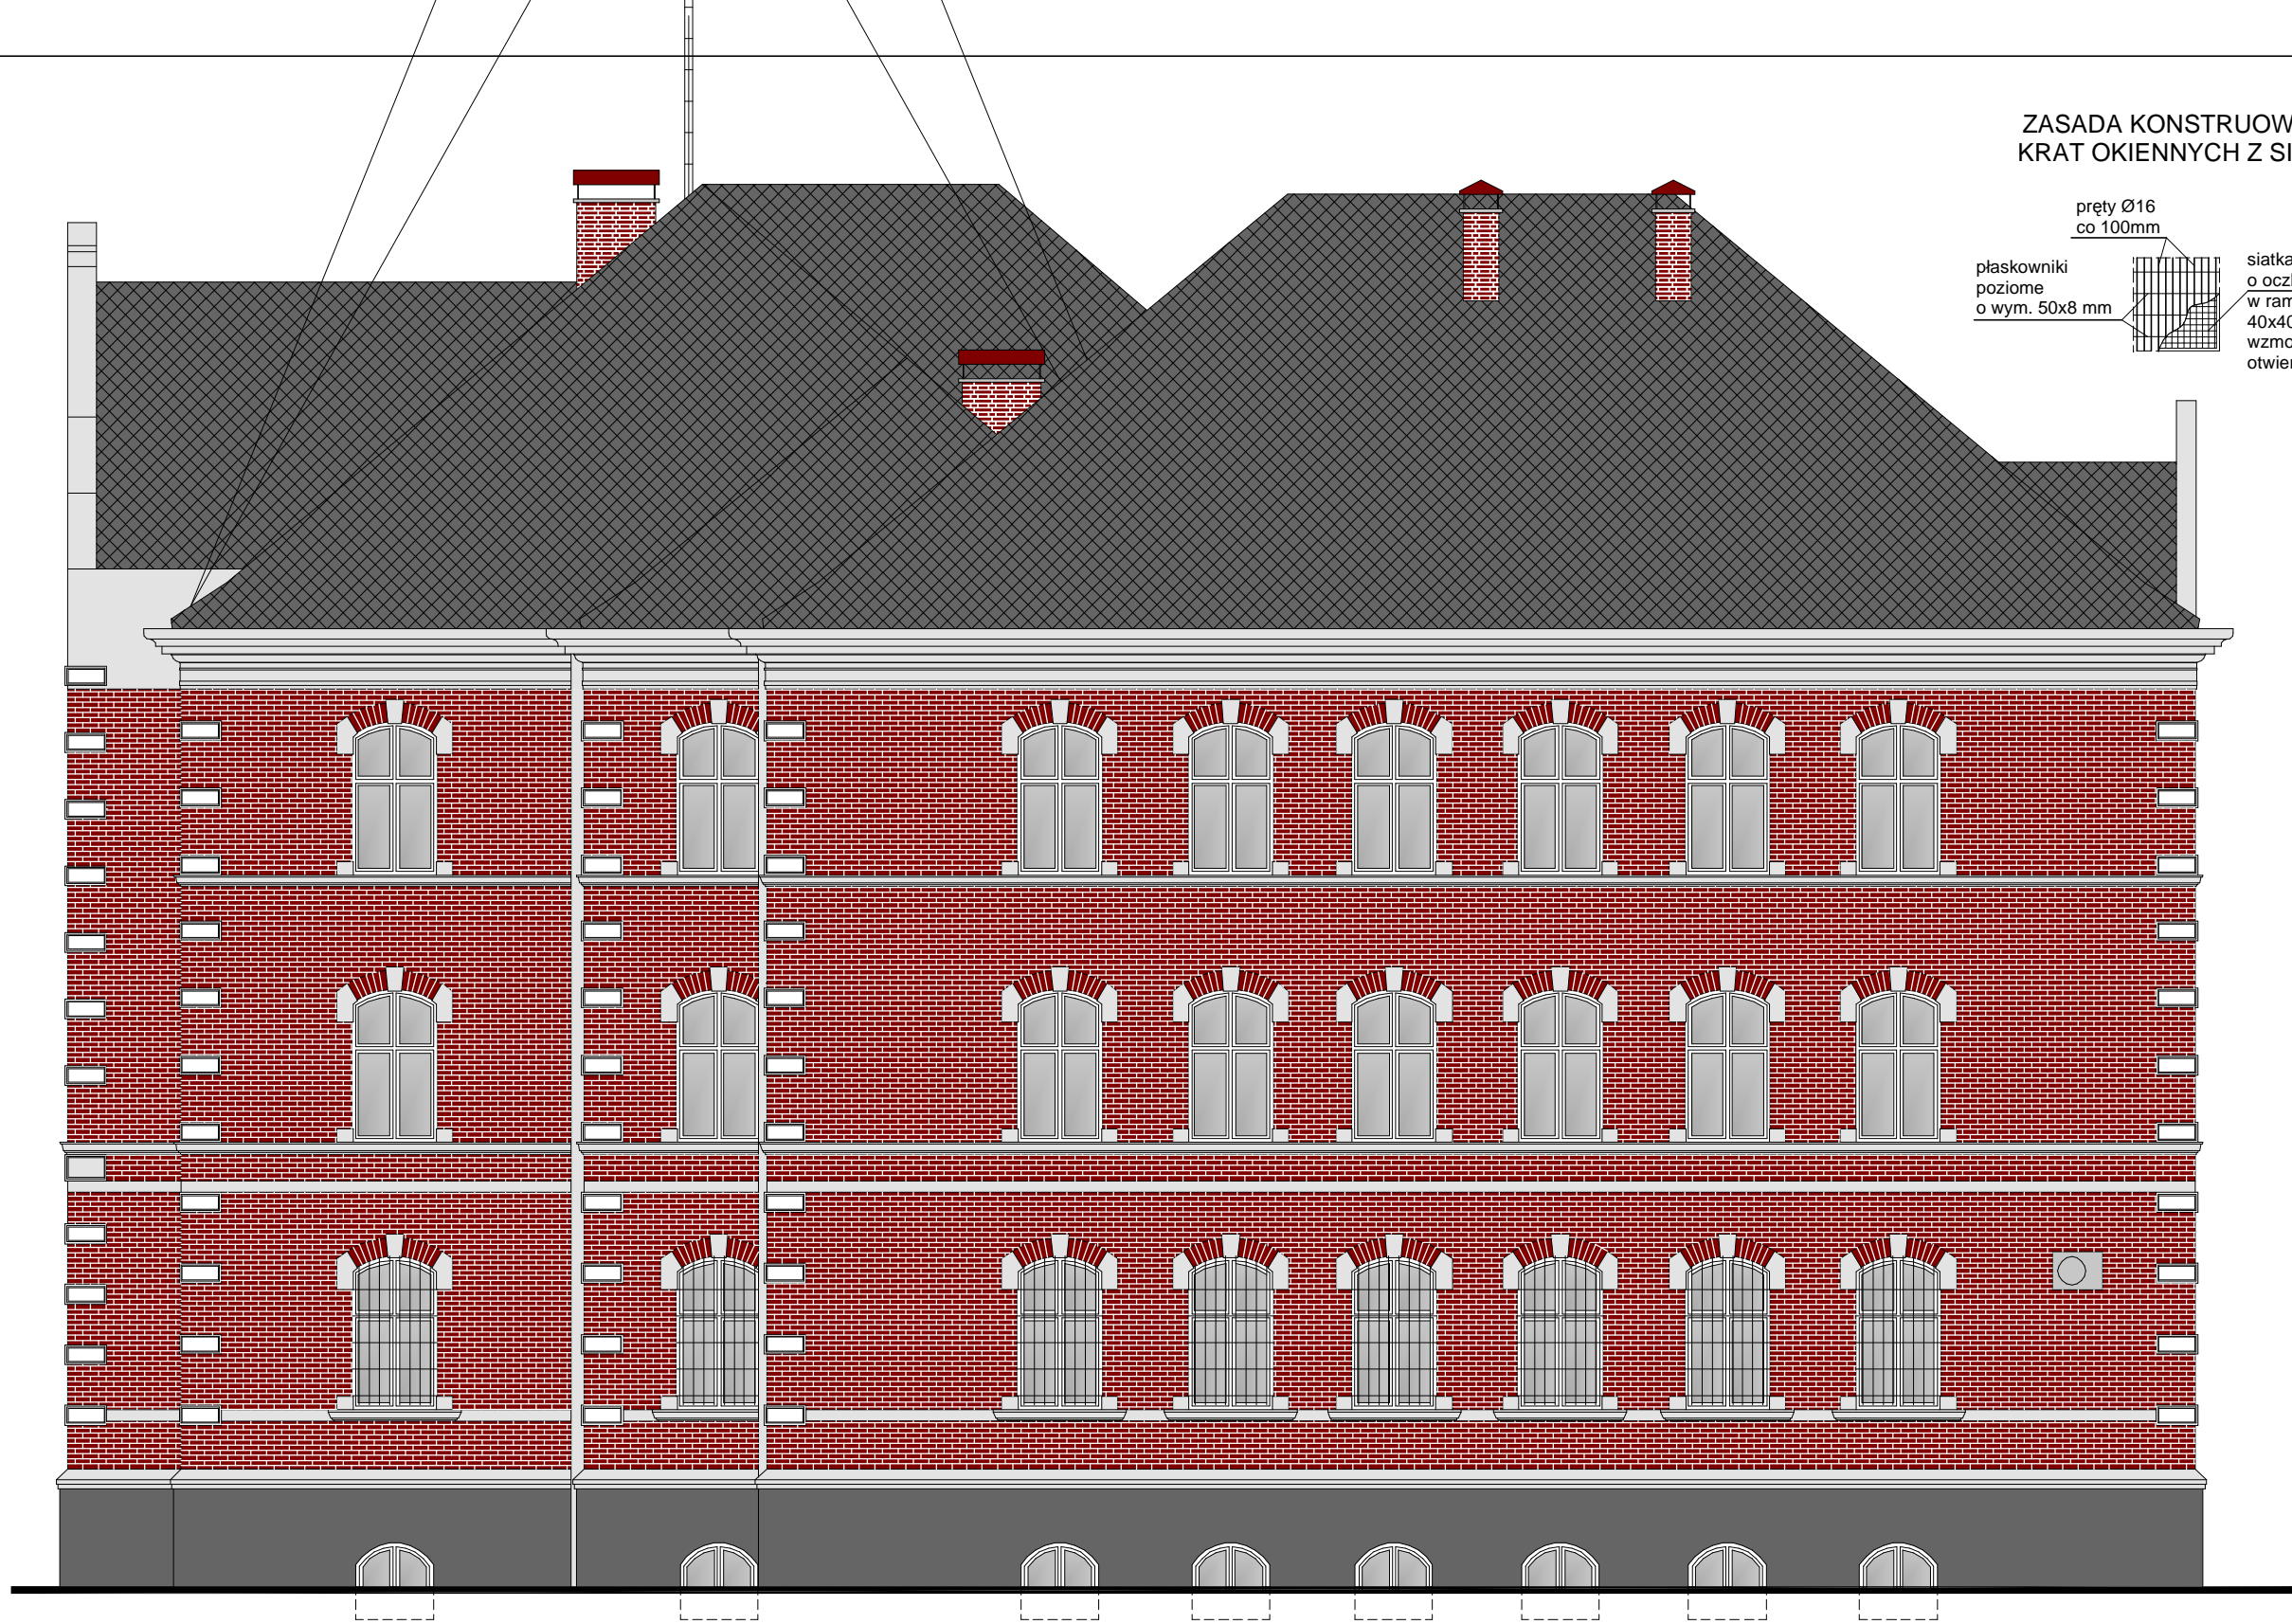 ZASADA KONSTRUOW
KRAT OKIENNYCH Z SI
pręty Ø16
co 100mm
płaskowniki
poziome
o wym. 50x8 mm
siatka
o oczk
w ram
40x40
wzmo
otwier